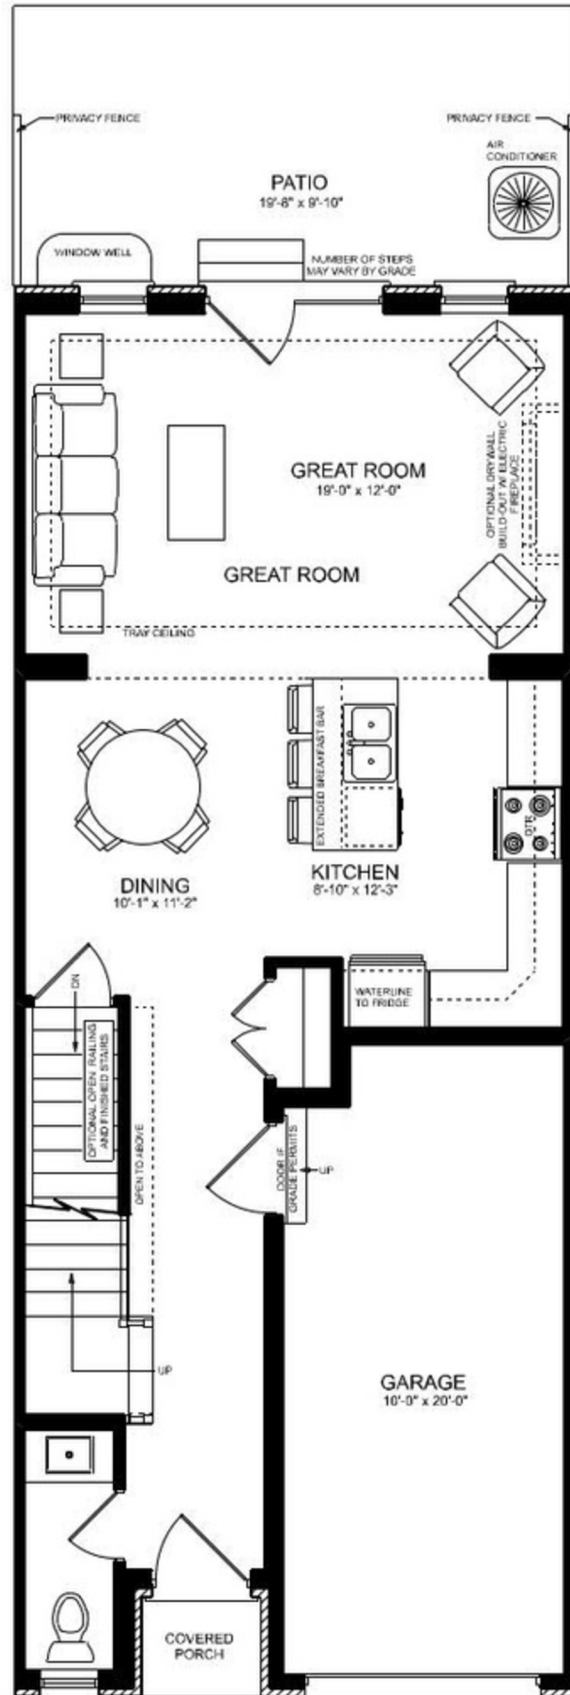 PRIVACY FENCE
PRIVACY FENCE
AIR
CONDITIONER
PATIO
19'-8" x 9'-10"
WINDOW WELL
NUMBER OF STEPS
MAY VARY BY GRADE
GREAT ROOM
19'-0" x 12'-0"
OPTIONAL DRYWALL
BUILD-OUT W/ ELECTRIC
FIREPLACE
GREAT ROOM
TRAY CEILING
EXTENDED BREAKFAST BAR
OTR
DINING
10'-1" x 11'-2"
KITCHEN
8'-10" x 12'-3"
DN
WATERLINE
TO FRIDGE
OPTIONAL OPEN RAILING
AND FINISHED STAIRS
OPEN TO ABOVE
DOOR IF
GRADE PERMITS
UP
UP
GARAGE
10'-0" x 20'-0"
COVERED
PORCH